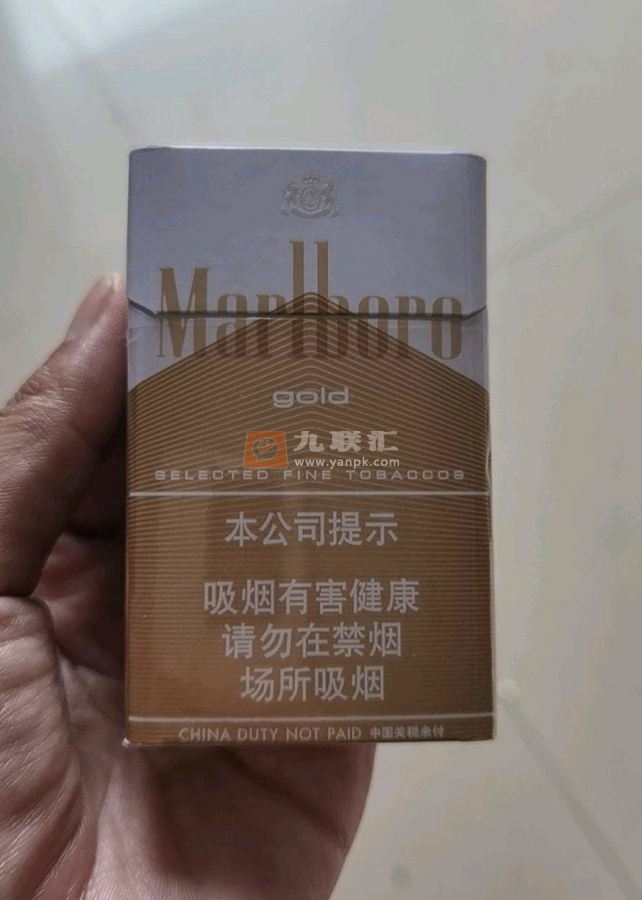 Marlboro
gold
九联汇
www.yanpk.com
SELECTED FINE TOBACCOS
本公司提示
吸烟有害健康
请勿在禁烟
场所吸烟
CHINA DUTY NOT PAID 中国关税未付